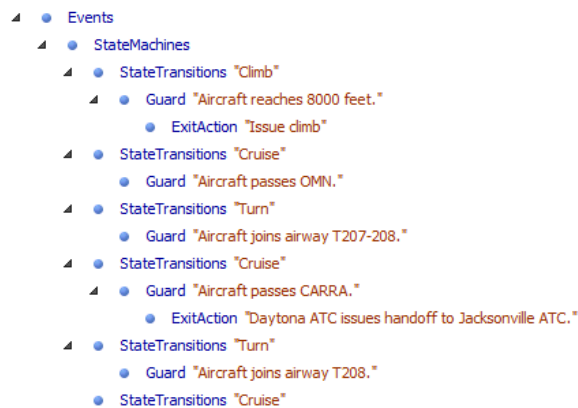 Events
StateMachines
StateTransitions "Climb"
Guard "Aircraft reaches 8000 feet."
ExitAction "Issue climb"
StateTransitions "Cruise"
Guard "Aircraft passes OMN."
StateTransitions "Turn"
Guard "Aircraft joins airway T207-208."
StateTransitions "Cruise"
Guard "Aircraft passes CARRA."
ExitAction "Daytona ATC issues handoff to Jacksonville ATC."
StateTransitions "Turn"
Guard "Aircraft joins airway T208."
StateTransitions "Cruise"